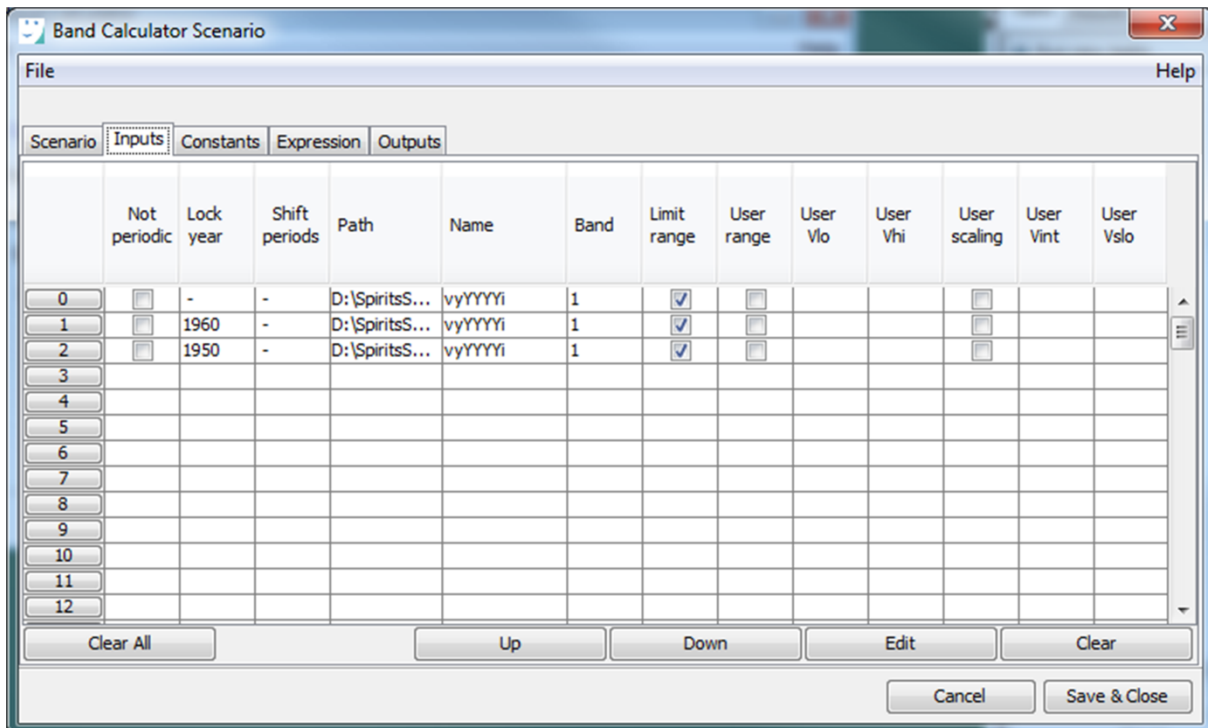 Band Calculator Scenario
File Help
Scenario Inputs Constants Expression Outputs
Not periodic Lock year Shift periods Path Name Band Limit range User range User Vlo User Vhi User scaling User Vint User Vslo
0 - - D:\SpiritsS... vyYYYYi 1
1 1960 - D:\SpiritsS... vyYYYYi 1
2 1950 - D:\SpiritsS... vyYYYYi 1
3
4
5
6
7
8
9
10
11
12
Clear All Up Down Edit Clear
Cancel Save & Close